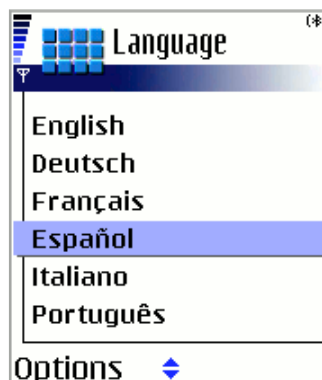 Language
English
Deutsch
Français
Español
Italiano
Português
Options